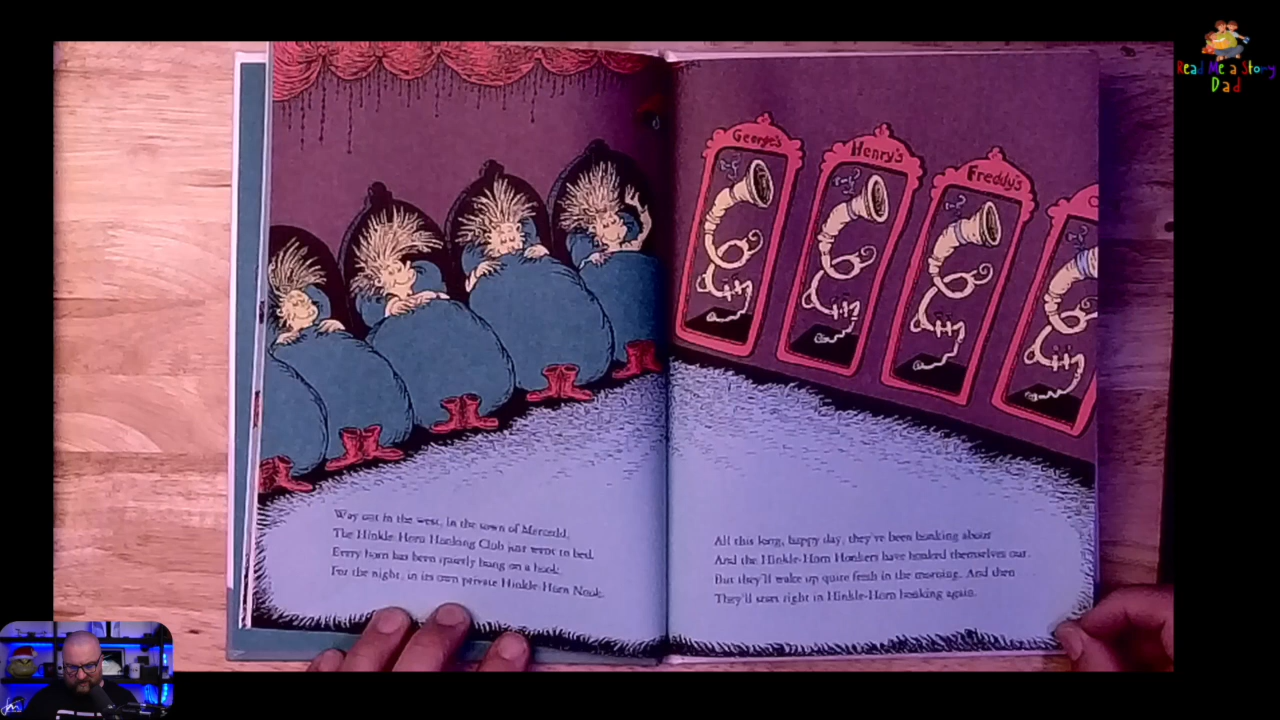 Read Me a Story
Dad
George's
Henry's
Freddy's
Way out in the west, in the town of Mercedd,
The Hinkle-Horn Honking Club just went to bed.
Every horn has been quietly hung on a hook,
For the night, in its own private Hinkle-Horn Nook.
All this long, happy day, they've been honking about
And the Hinkle-Horn Honkers have honked themselves out.
But they'll wake up quite fresh in the morning. And then
They'll start right in Hinkle-Horn honking again.